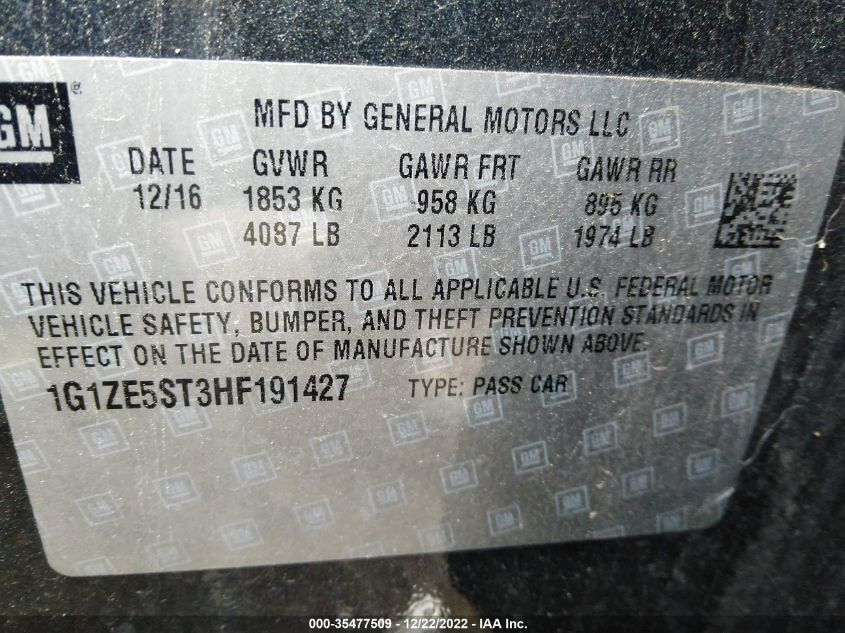 GM ®
MFD BY GENERAL MOTORS LLC
DATE GVWR GAWR FRT GAWR RR
12/16 1853 KG 958 KG 895 KG
4087 LB 2113 LB 1974 LB
THIS VEHICLE CONFORMS TO ALL APPLICABLE U.S. FEDERAL MOTOR
VEHICLE SAFETY, BUMPER, AND THEFT PREVENTION STANDARDS IN
EFFECT ON THE DATE OF MANUFACTURE SHOWN ABOVE.
1G1ZE5ST3HF191427 TYPE: PASS CAR
000-35477509 - 12/22/2022 - IAA Inc.